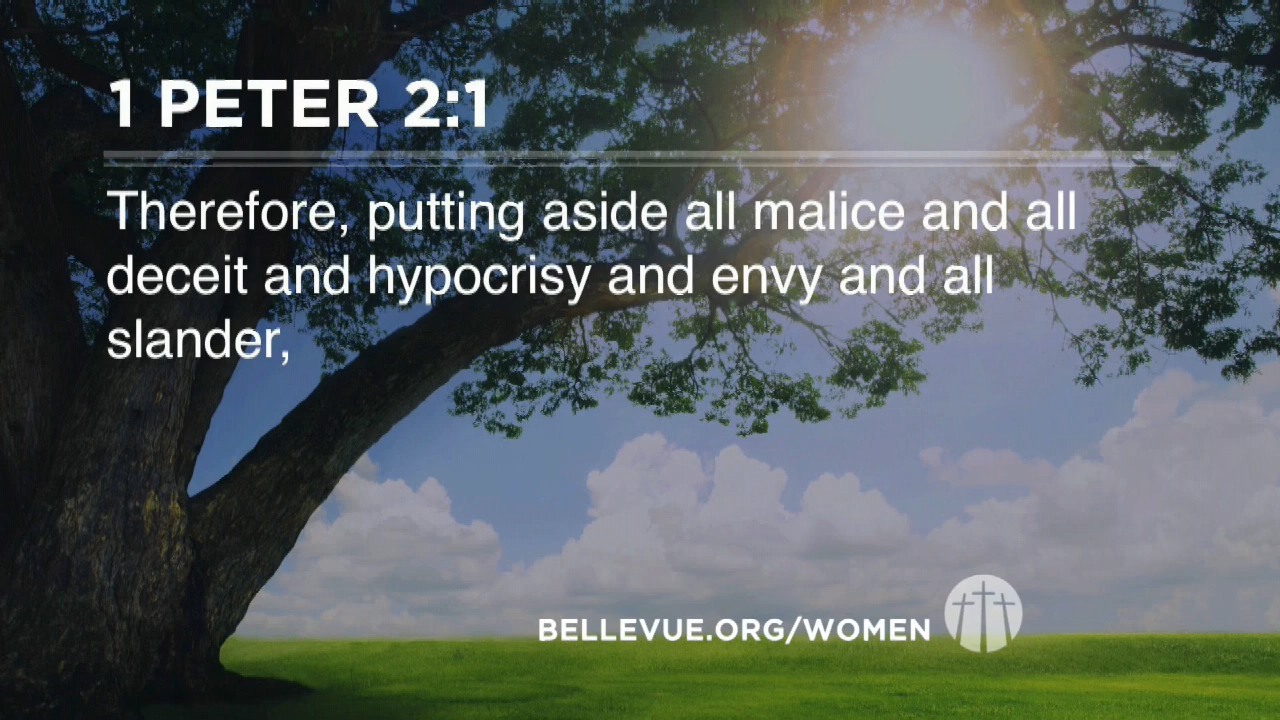 1 PETER 2:1
Therefore, putting aside all malice and all
deceit and hypocrisy and envy and all
slander,
BELLEVUE.ORG/WOMEN